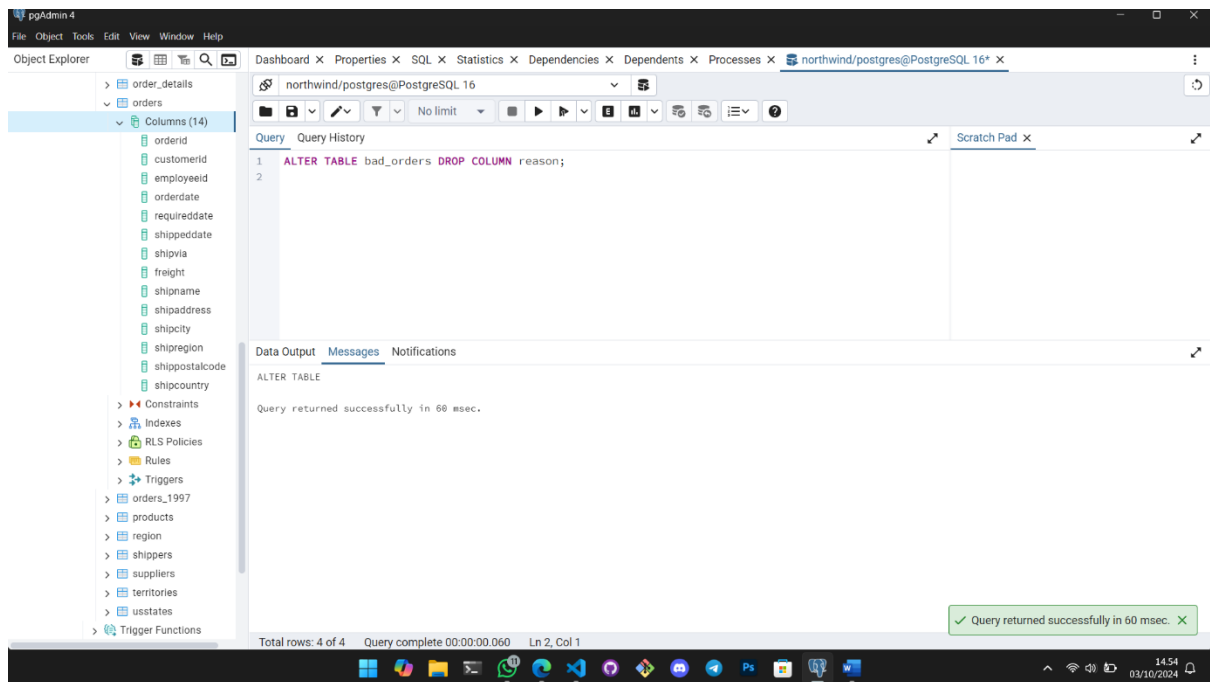 pgAdmin 4
File Object Tools Edit View Window Help
Object Explorer
Dashboard X Properties X SQL X Statistics X Dependencies X Dependents X Processes X northwind/postgres@PostgreSQL 16* X
order_details
orders
Columns (14)
orderid
customerid
employeeid
orderdate
requireddate
shippeddate
shipvia
freight
shipname
shipaddress
shipcity
shipregion
shippostalcode
shipcountry
Constraints
Indexes
RLS Policies
Rules
Triggers
orders_1997
products
region
shippers
suppliers
territories
usstates
Trigger Functions
northwind/postgres@PostgreSQL 16
No limit
E
Query Query History
Scratch Pad X
1 ALTER TABLE bad_orders DROP COLUMN reason;
2
Data Output Messages Notifications
ALTER TABLE
Query returned successfully in 60 msec.
Query returned successfully in 60 msec. X
Total rows: 4 of 4 Query complete 00:00:00.060 Ln 2, Col 1
Ps
14.54
03/10/2024